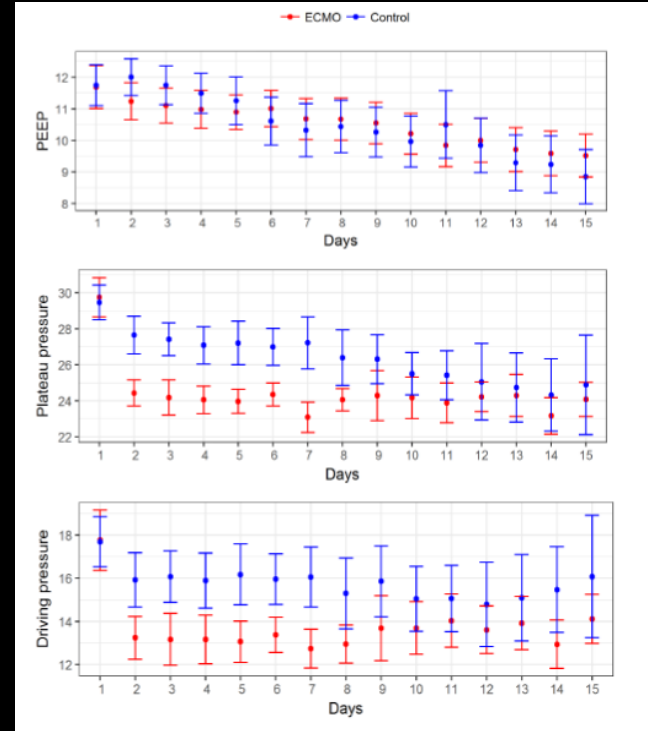 ECMO Control
12
11
10
9
8
PEEP
1 2 3 4 5 6 7 8 9 10 11 12 13 14 15
Days
30
28
26
24
22
Plateau pressure
1 2 3 4 5 6 7 8 9 10 11 12 13 14 15
Days
18
16
14
12
Driving pressure
1 2 3 4 5 6 7 8 9 10 11 12 13 14 15
Days